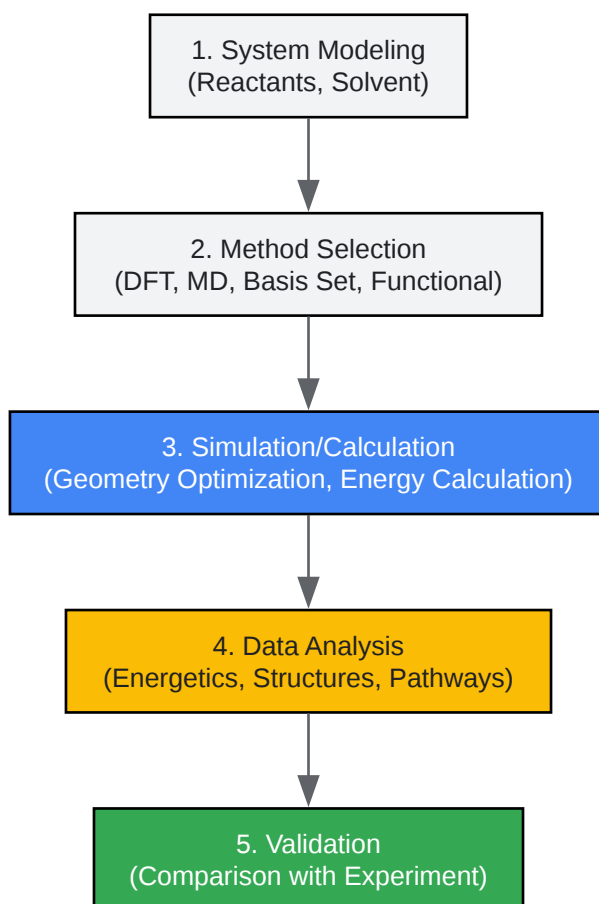 1. System Modeling
(Reactants, Solvent)
2. Method Selection
(DFT, MD, Basis Set, Functional)
3. Simulation/Calculation
(Geometry Optimization, Energy Calculation)
4. Data Analysis
(Energetics, Structures, Pathways)
5. Validation
(Comparison with Experiment)